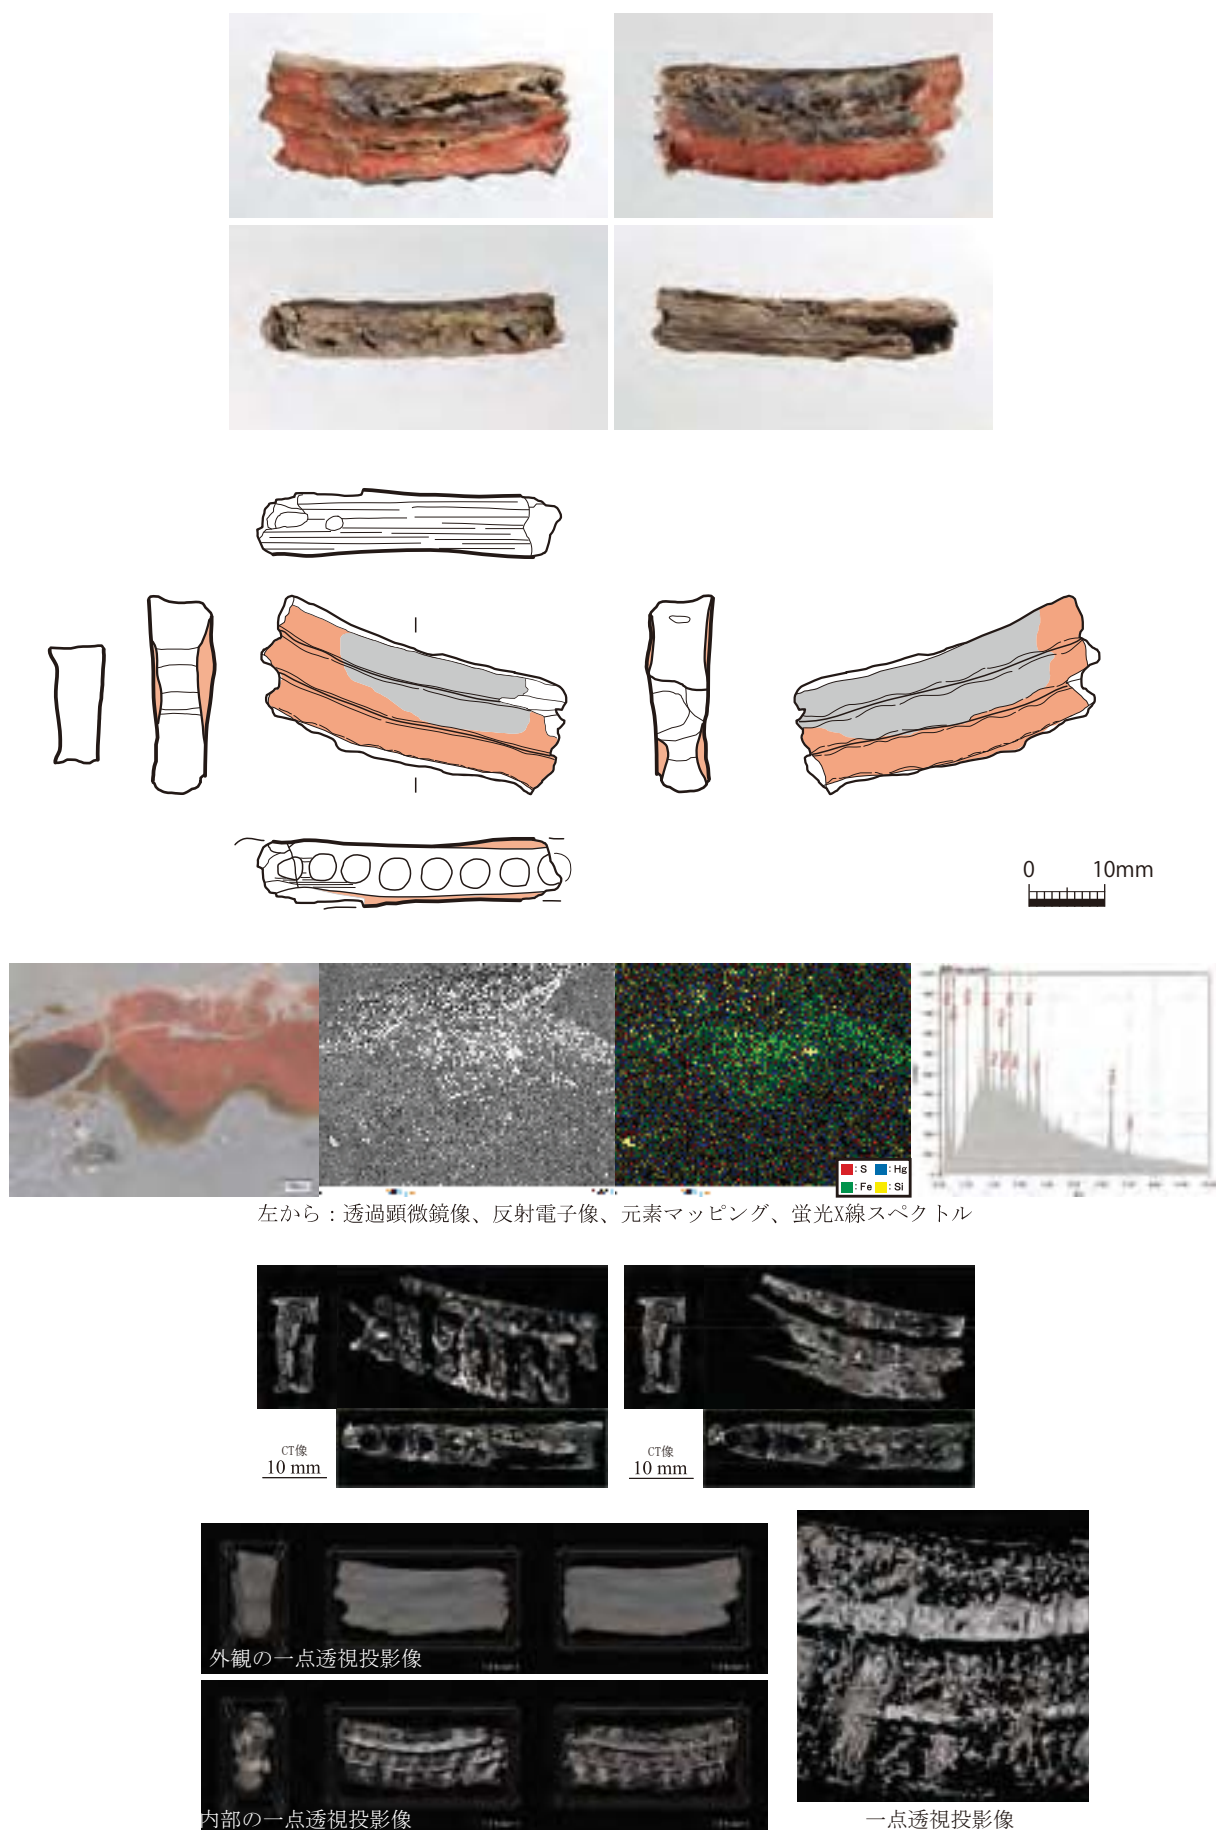 0 10mm
:S :Hg
:Fe :Si
左から：透過顕微鏡像、反射電子像、元素マッピング、蛍光X線スペクトル
CT像
10 mm
CT像
10 mm
外観の一点透視投影像
内部の一点透視投影像
一点透視投影像